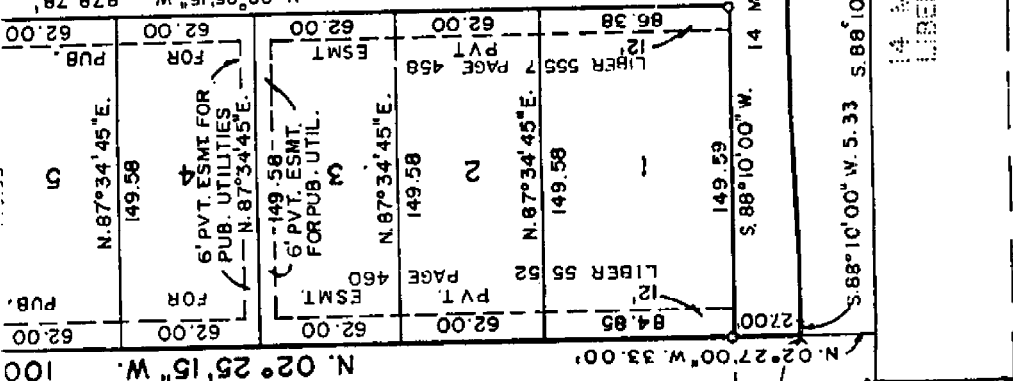 62.00
62.00
62.00
62.00
86.38
PUB.
FOR
ESMT
PVT
12'
LIBER 5557 PAGE 458
5
4
3
2
1
N.87°34'45"E.
149.58
6' PVT. ESMT FOR
PUB. UTILITIES
N.87°34'45"E.
149.58
6' PVT. ESMT.
FOR PUB. UTIL.
N.87°34'45"E.
149.58
N.87°34'45"E.
149.58
149.59
S.88°10'00"W.
14
S.88°10'00"W. 5.33
S.88°10'
14
PUB.
FOR
ESMT.
PVT.
LIBER 5552 PAGE 460
12'
62.00
62.00
62.00
62.00
84.85
27.00'
N. 02°25'15" W.
100
N.02°27'00"W. 33.00'